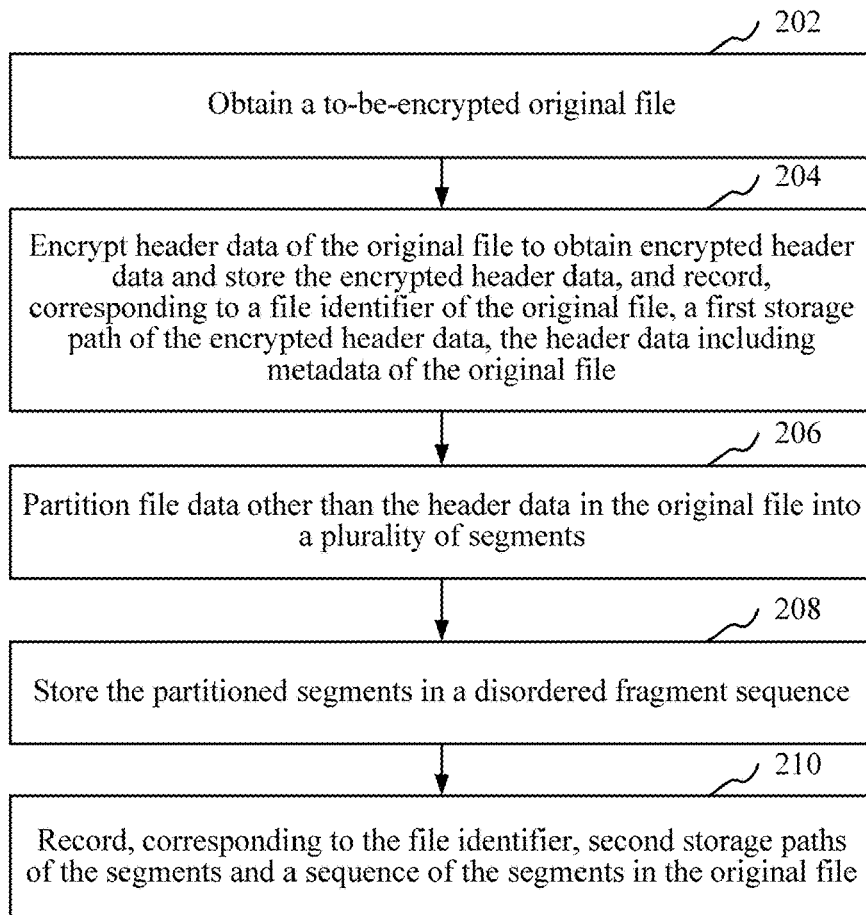 202
Obtain a to-be-encrypted original file
204
Encrypt header data of the original file to obtain encrypted header
data and store the encrypted header data, and record,
corresponding to a file identifier of the original file, a first storage
path of the encrypted header data, the header data including
metadata of the original file
206
Partition file data other than the header data in the original file into
a plurality of segments
208
Store the partitioned segments in a disordered fragment sequence
210
Record, corresponding to the file identifier, second storage paths
of the segments and a sequence of the segments in the original file